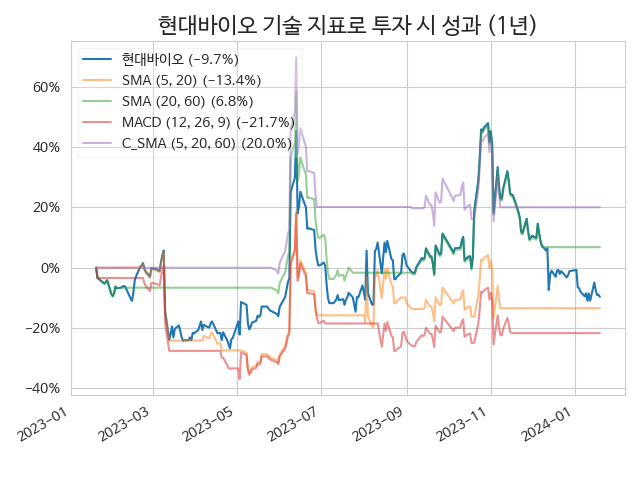 현대바이오 기술 지표로 투자 시 성과 (1년)
현대바이오 (−9.7%)
SMA (5, 20) (−13.4%)
SMA (20, 60) (6.8%)
MACD (12, 26, 9) (−21.7%)
C_SMA (5, 20, 60) (20.0%)
60%
40%
20%
0%
−20%
−40%
2023−01
2023−03
2023−05
2023−07
2023−09
2023−11
2024−01